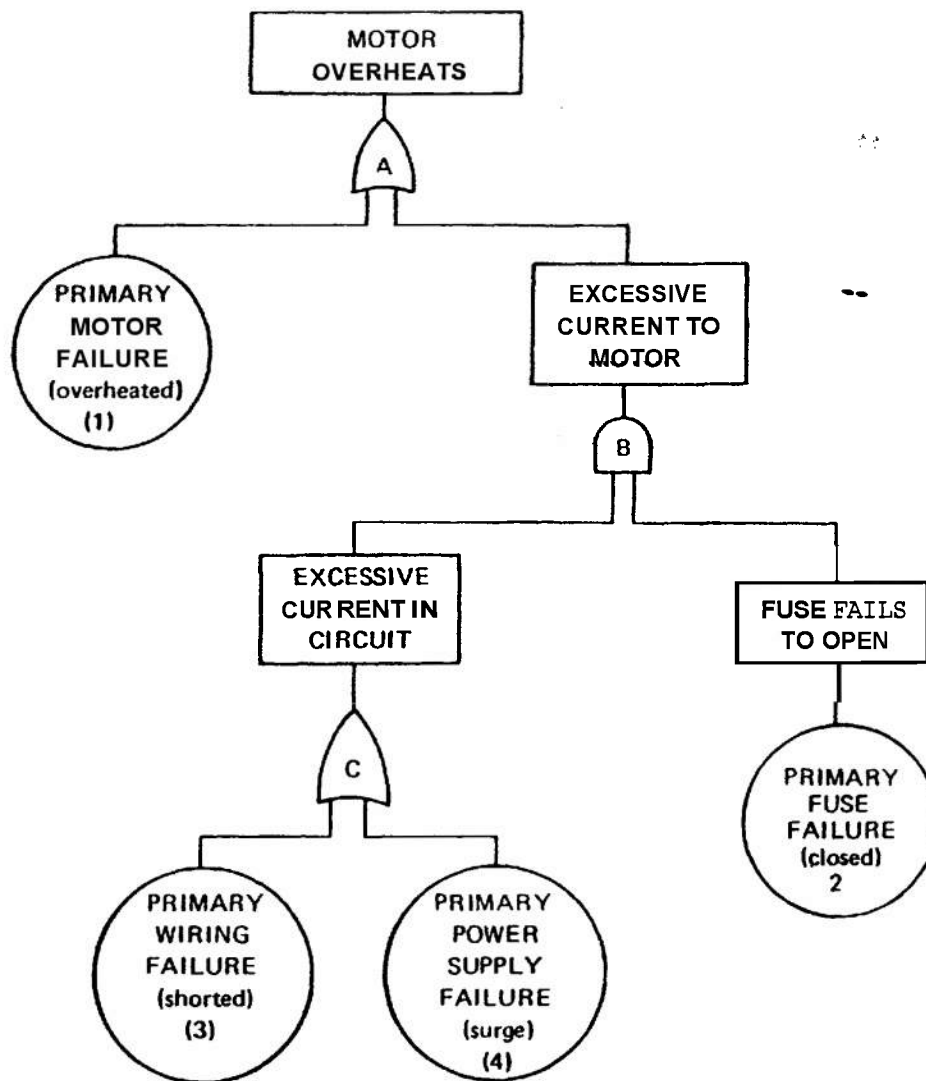 MOTOR
OVERHEATS
A
PRIMARY
MOTOR
FAILURE
(overheated)
(1)
EXCESSIVE
CURRENT TO
MOTOR
B
EXCESSIVE
CURRENT IN
CIRCUIT
FUSE FAILS
TO OPEN
C
PRIMARY
FUSE
FAILURE
(closed)
2
PRIMARY
WIRING
FAILURE
(shorted)
(3)
PRIMARY
POWER
SUPPLY
FAILURE
(surge)
(4)